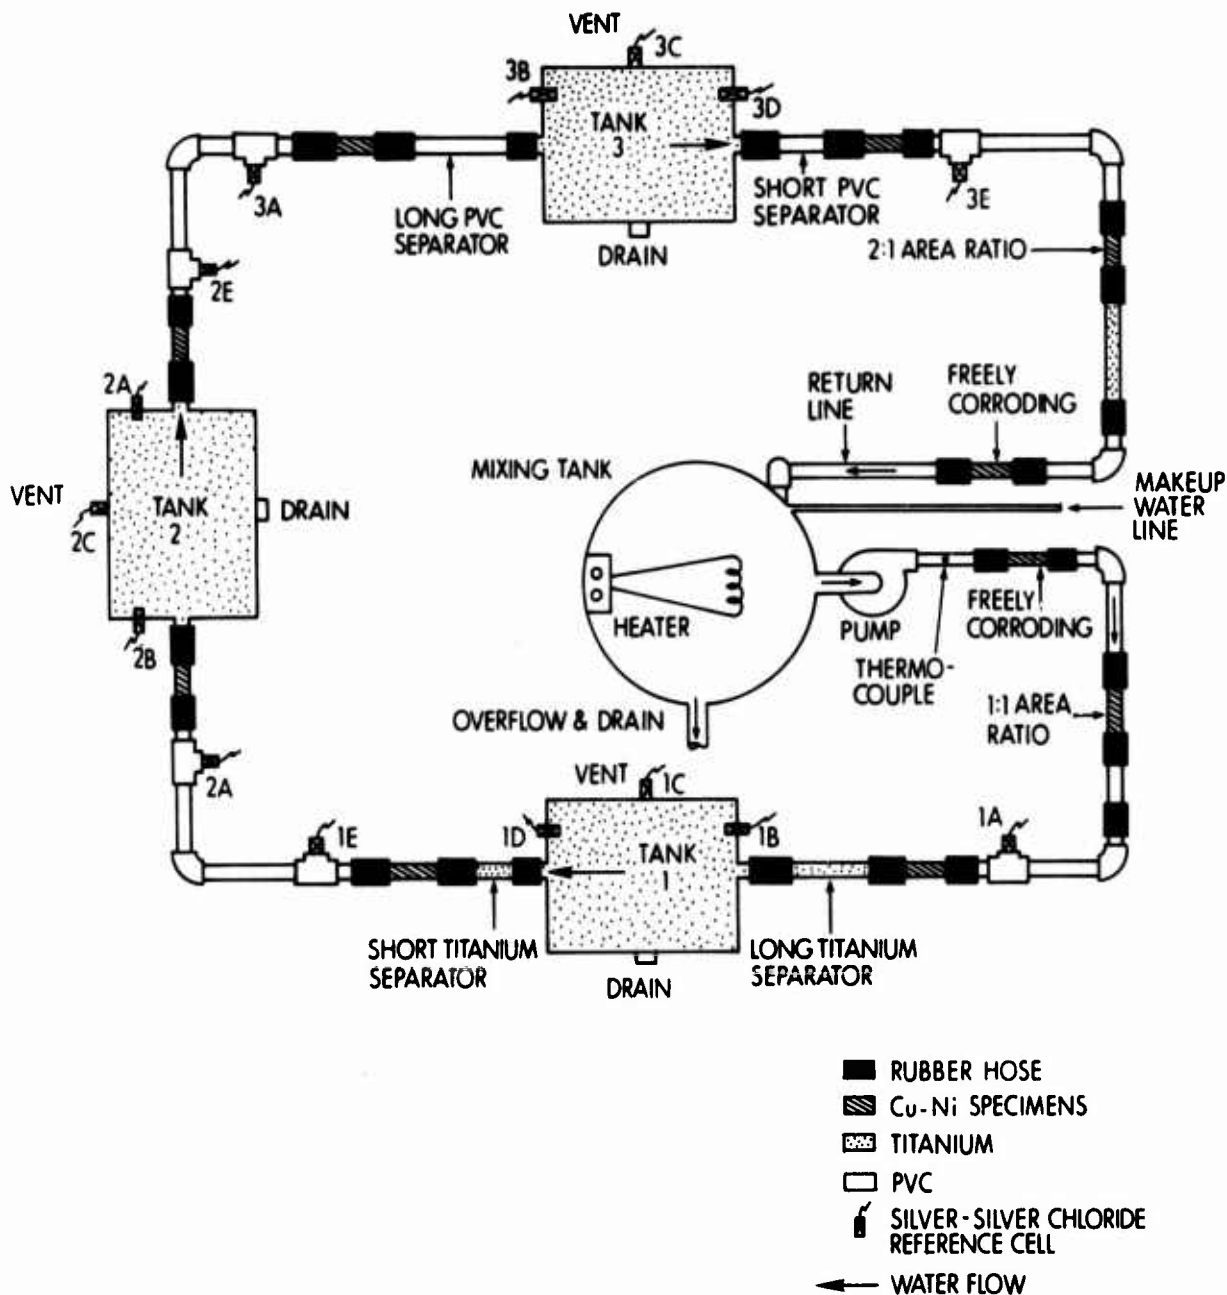 VENT
3C
3B
3D
TANK
3
3A
LONG PVC
SEPARATOR
DRAIN
SHORT PVC
SEPARATOR
3E
2:1 AREA RATIO
2E
2A
VENT
2C
TANK
2
DRAIN
2B
RETURN
LINE
FREELY
CORRODING
MIXING TANK
MAKEUP
WATER
LINE
HEATER
PUMP
FREELY
CORRODING
THERMO-
COUPLE
1:1 AREA
RATIO
OVERFLOW & DRAIN
2A
VENT
1C
1E
1D
1B
1A
TANK
1
SHORT TITANIUM
SEPARATOR
DRAIN
LONG TITANIUM
SEPARATOR
RUBBER HOSE
Cu-Ni SPECIMENS
TITANIUM
PVC
SILVER-SILVER CHLORIDE
REFERENCE CELL
WATER FLOW